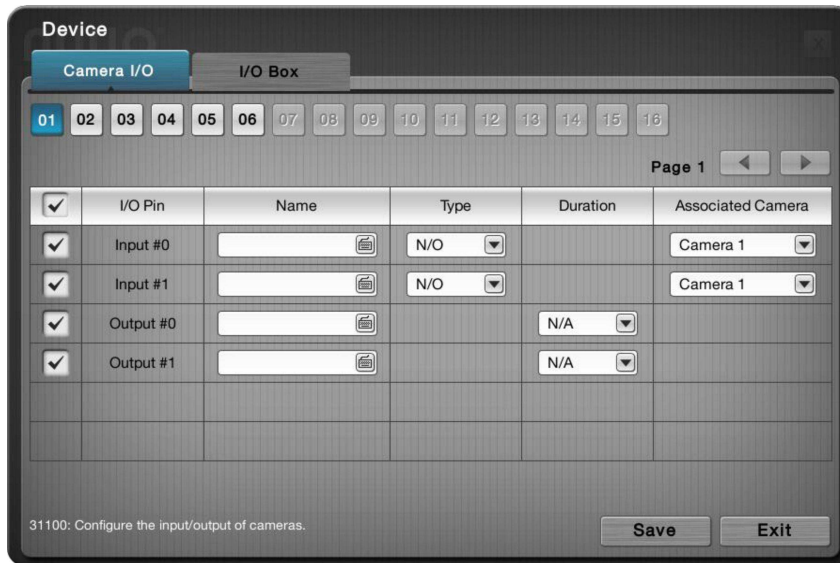 Device
Camera I/O I/O Box
01 02 03 04 05 06 07 08 09 10 11 12 13 14 15 16
Page 1
I/O Pin Name Type Duration Associated Camera
Input #0 N/O Camera 1
Input #1 N/O Camera 1
Output #0 N/A
Output #1 N/A
31100: Configure the input/output of cameras.
Save Exit